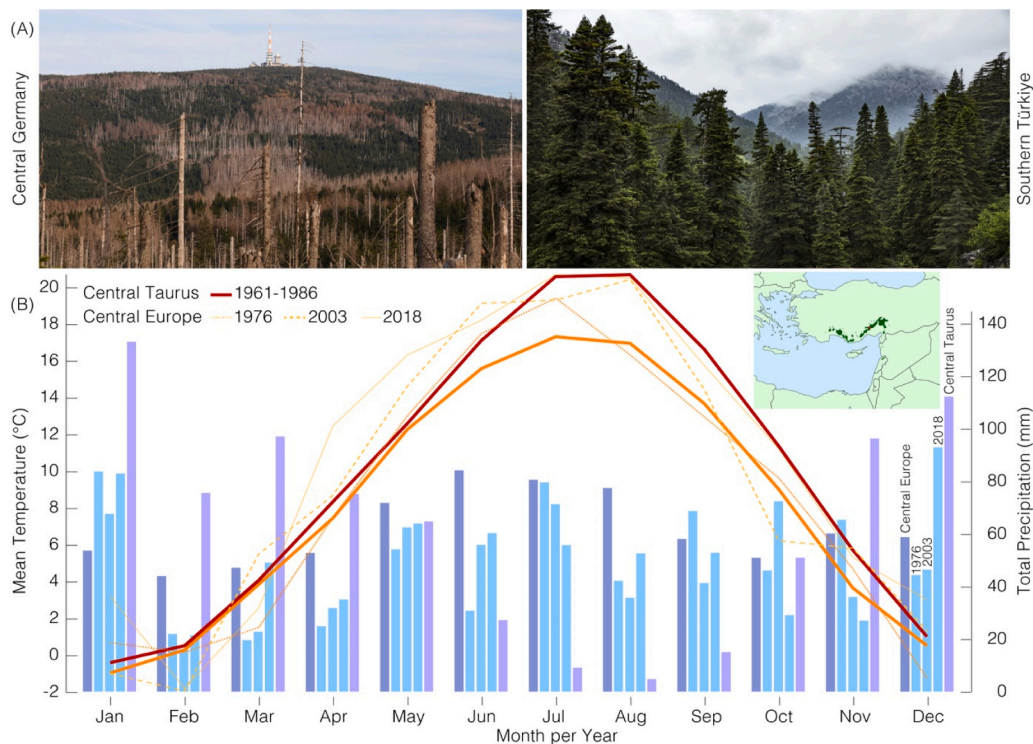 (A)
Central Germany
Southern Türkiye
(B)
Central Taurus 1961-1986
Central Europe 1976 2003 2018
Mean Temperature (°C)
20
18
16
14
12
10
8
6
4
2
0
-2
Total Precipitation (mm)
140
120
100
80
60
40
20
0
Central Europe
1976
2003
2018
Central Taurus
Jan Feb Mar Apr May Jun Jul Aug Sep Oct Nov Dec
Month per Year